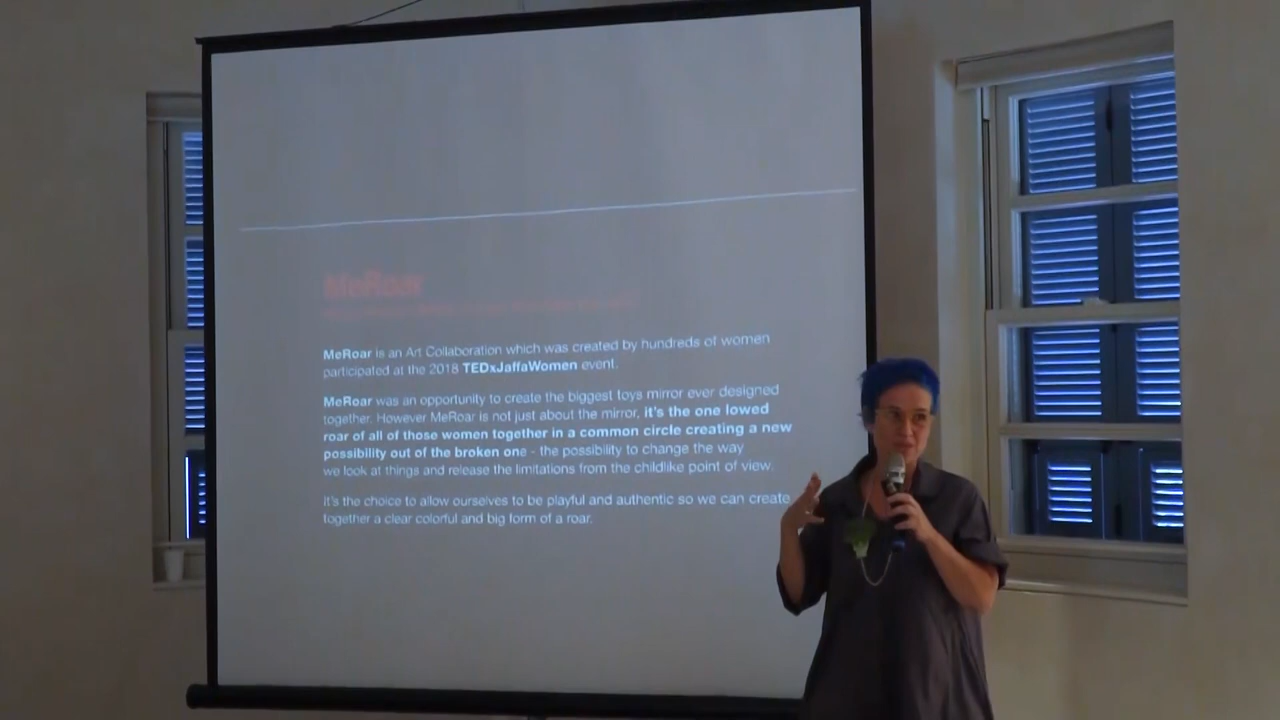 MeRoar
MeRoar is an Art Collaboration which was created by hundreds of women
participated at the 2018 TEDxJaffaWomen event.
MeRoar was an opportunity to create the biggest toys mirror ever designed
together. However MeRoar is not just about the mirror, it's the one lowed
roar of all of those women together in a common circle creating a new
possibility out of the broken one - the possibility to change the way
we look at things and release the limitations from the childlike point of view.
it's the choice to allow ourselves to be playful and authentic so we can create
together a clear colorful and big form of a roar.